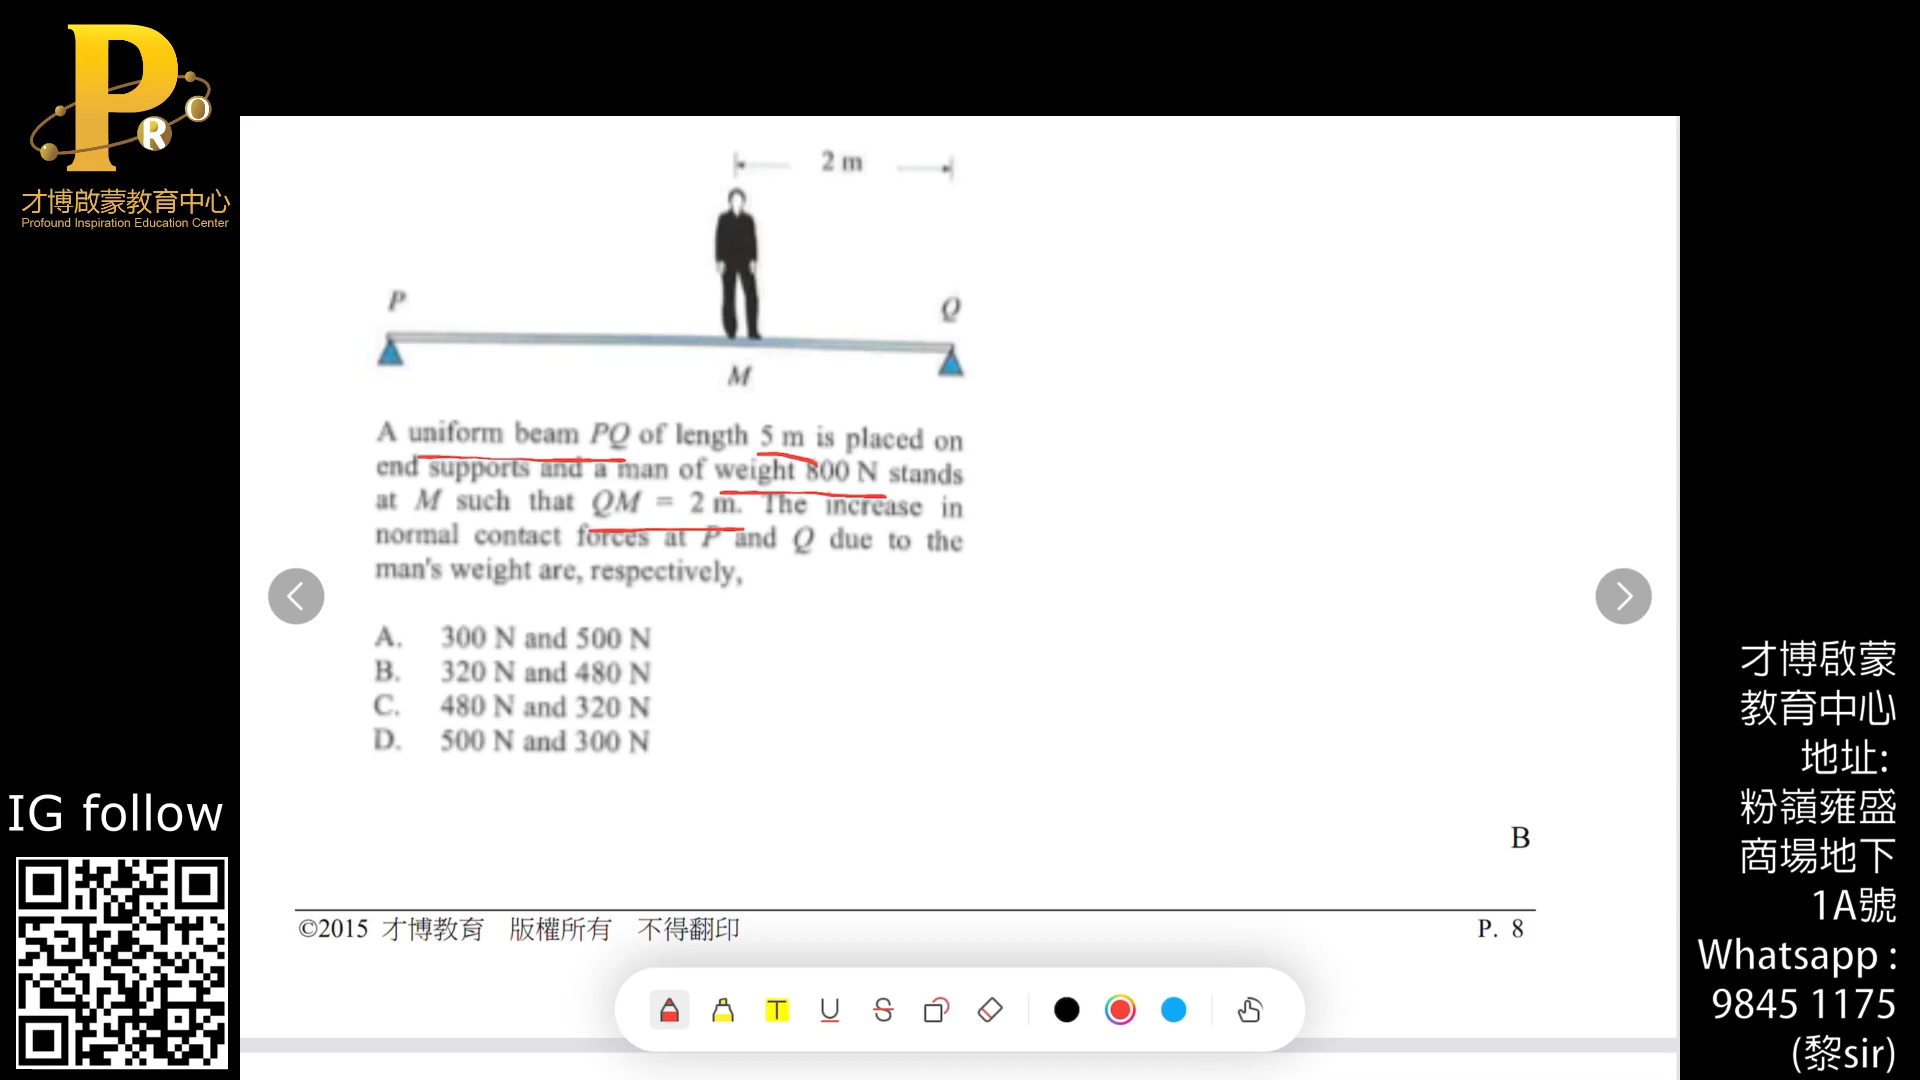 PRO
才博啟蒙教育中心
Profound Inspiration Education Center
2 m
P
Q
M
A uniform beam PQ of length 5 m is placed on
end supports and a man of weight 800 N stands
at M such that QM = 2 m. The increase in
normal contact forces at P and Q due to the
man's weight are, respectively,
A. 300 N and 500 N
B. 320 N and 480 N
C. 480 N and 320 N
D. 500 N and 300 N
B
©2015 才博教育 版權所有 不得翻印
P. 8
IG follow
才博啟蒙
教育中心
地址:
粉嶺雍盛
商場地下
1A號
Whatsapp :
9845 1175
(黎sir)
T
U
S